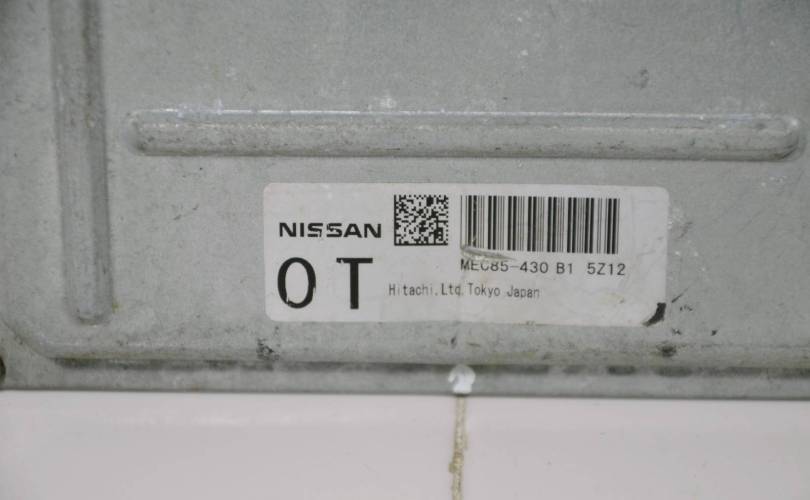 NISSAN
0T
MEC85-430 B1 5Z12
Hitachi,Ltd.Tokyo Japan